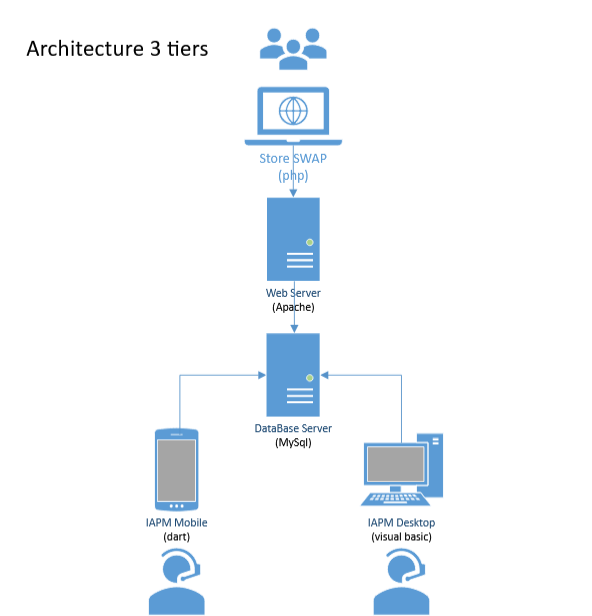 Architecture 3 tiers
Store SWAP
(php)
Web Server
(Apache)
DataBase Server
(MySql)
IAPM Mobile
(dart)
IAPM Desktop
(visual basic)